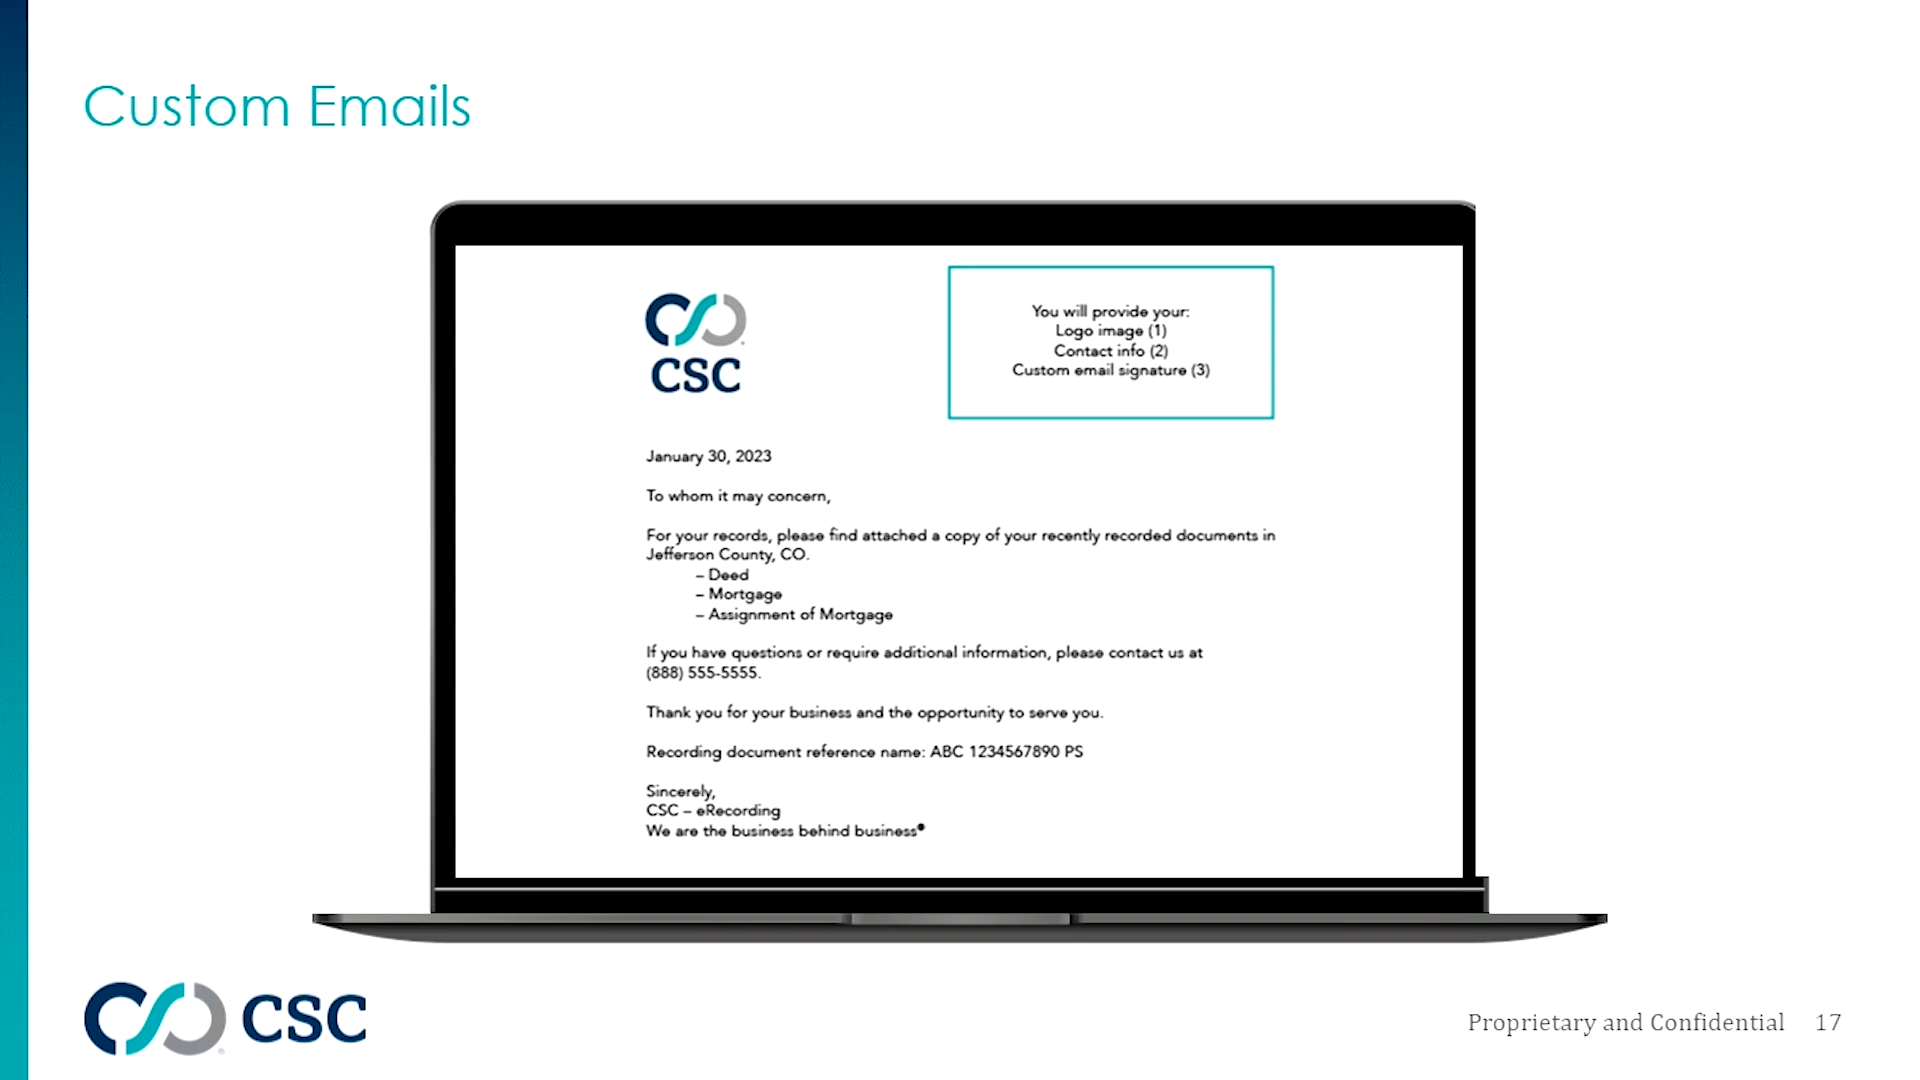 Custom Emails
CSC
You will provide your:
Logo image (1)
Contact info (2)
Custom email signature (3)
January 30, 2023
To whom it may concern,
For your records, please find attached a copy of your recently recorded documents in
Jefferson County, CO.
– Deed
– Mortgage
– Assignment of Mortgage
If you have questions or require additional information, please contact us at
(888) 555-5555.
Thank you for your business and the opportunity to serve you.
Recording document reference name: ABC 1234567890 PS
Sincerely,
CSC – eRecording
We are the business behind business®
CSC
Proprietary and Confidential 17